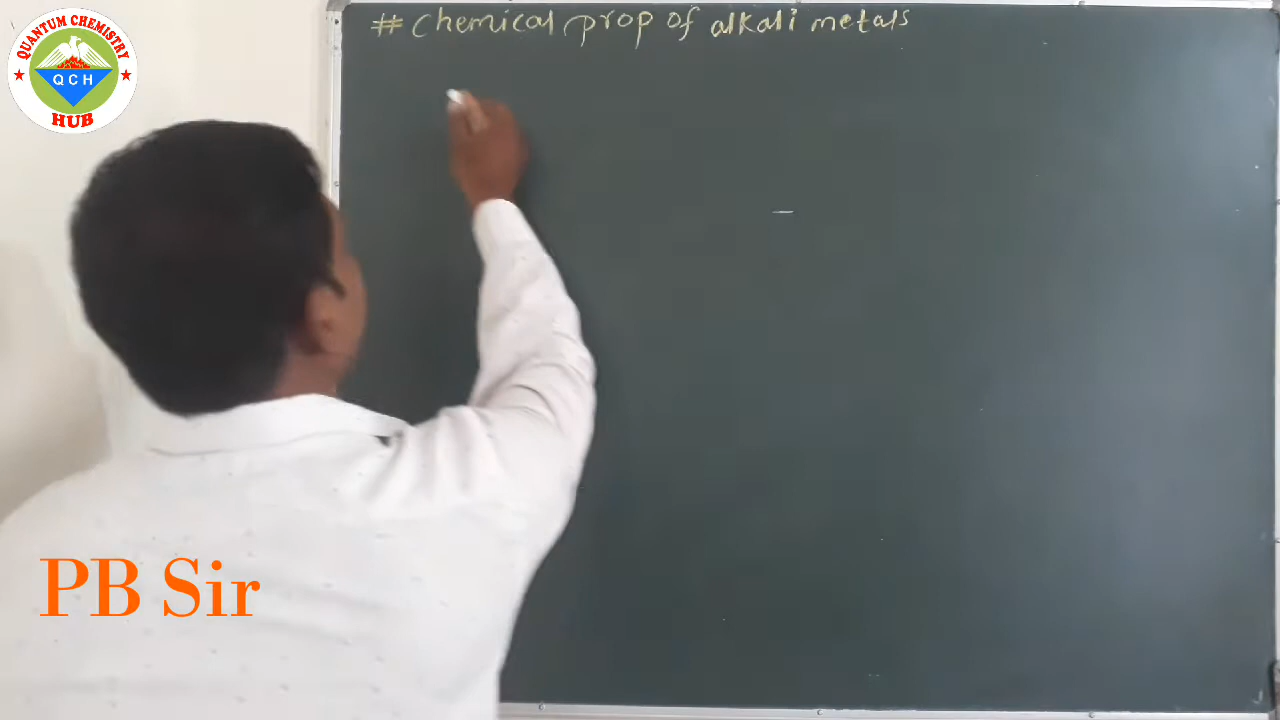 # Chemical prop of alkali metals
QUANTUM CHEMISTRY
QCH
HUB
PB Sir